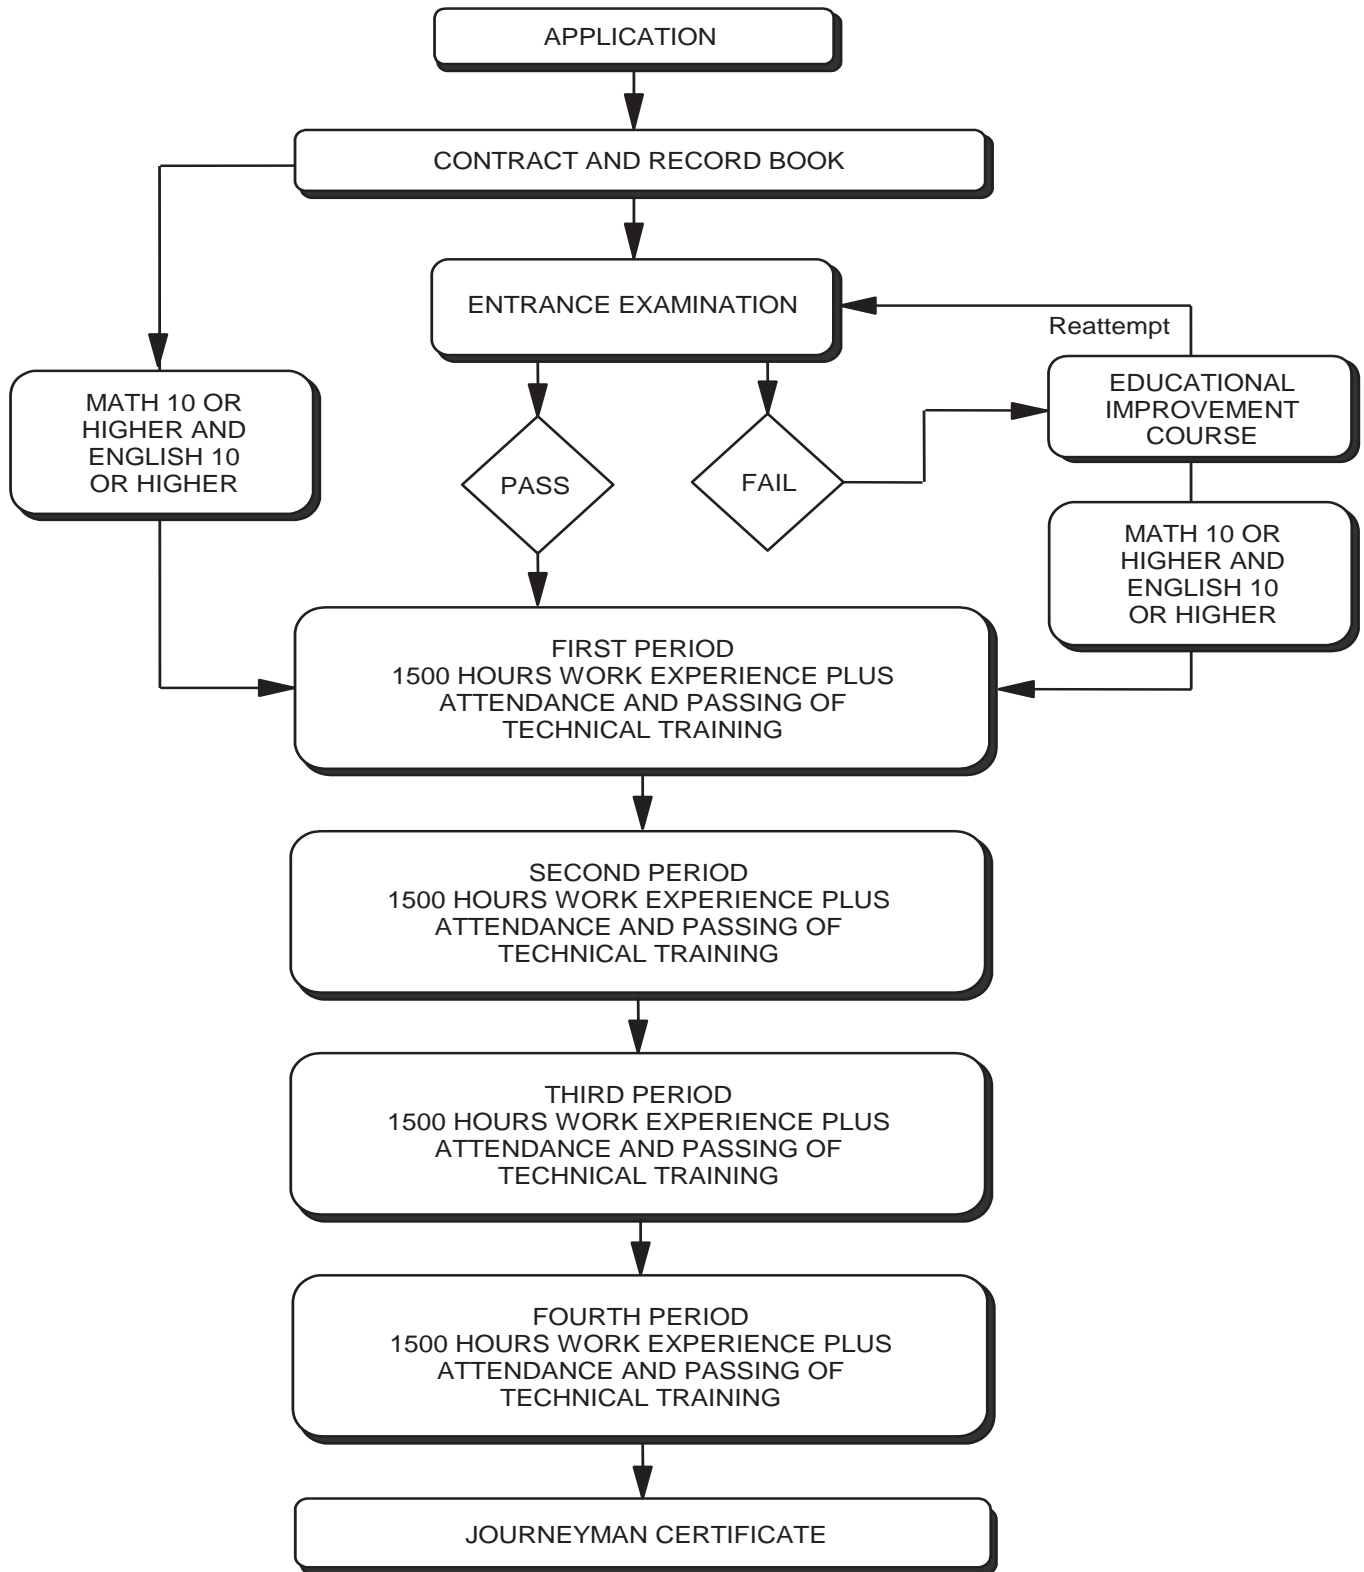 APPLICATION
CONTRACT AND RECORD BOOK
ENTRANCE EXAMINATION
Reattempt
EDUCATIONAL
IMPROVEMENT
COURSE
MATH 10 OR
HIGHER AND
ENGLISH 10
OR HIGHER
PASS
FAIL
MATH 10 OR
HIGHER AND
ENGLISH 10
OR HIGHER
FIRST PERIOD
1500 HOURS WORK EXPERIENCE PLUS
ATTENDANCE AND PASSING OF
TECHNICAL TRAINING
SECOND PERIOD
1500 HOURS WORK EXPERIENCE PLUS
ATTENDANCE AND PASSING OF
TECHNICAL TRAINING
THIRD PERIOD
1500 HOURS WORK EXPERIENCE PLUS
ATTENDANCE AND PASSING OF
TECHNICAL TRAINING
FOURTH PERIOD
1500 HOURS WORK EXPERIENCE PLUS
ATTENDANCE AND PASSING OF
TECHNICAL TRAINING
JOURNEYMAN CERTIFICATE